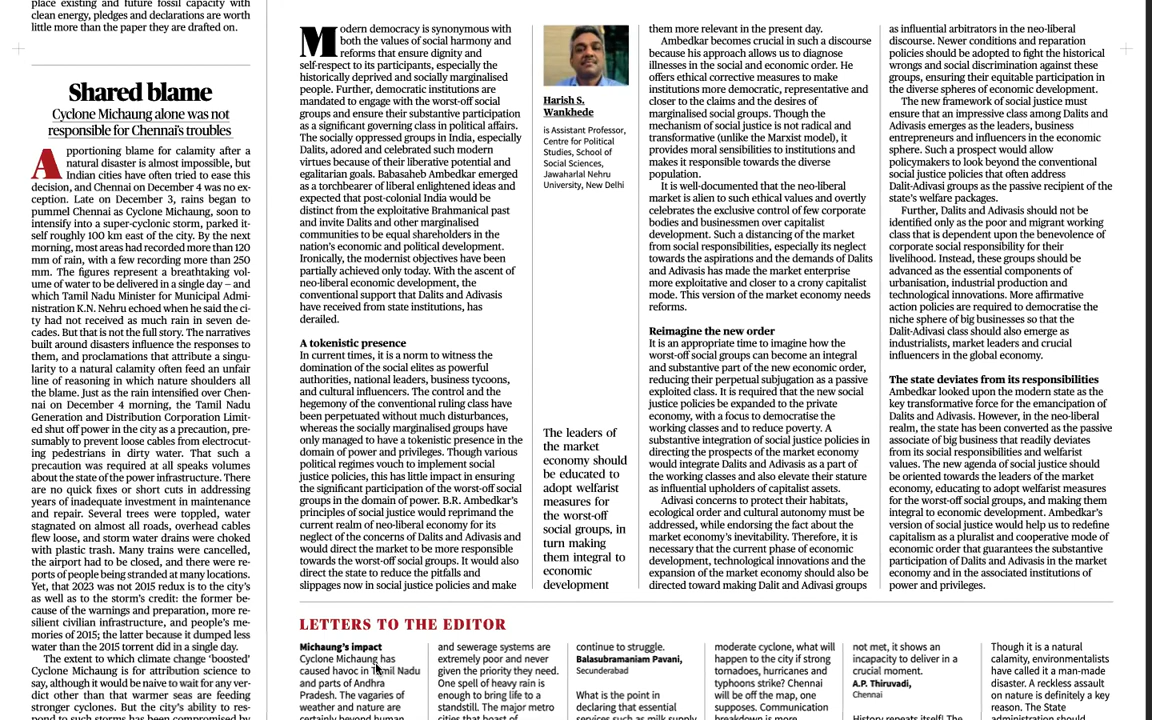 place existing and future fossil capacity with
clean energy, pledges and declarations are worth
little more than the paper they are drafted on.
Shared blame
Cyclone Michaung alone was not
responsible for Chennai's troubles
Apportioning blame for calamity after a
natural disaster is almost impossible, but
Indian cities have often tried to ease this
decision, and Chennai on December 4 was no ex-
ception. Late on December 3, rains began to
pummel Chennai as Cyclone Michaung, soon to
intensify into a super-cyclonic storm, parked it-
self roughly 100 km east of the city. By the next
morning, most areas had recorded more than 120
mm of rain, with a few recording more than 250
mm. The figures represent a breathtaking vol-
ume of water to be delivered in a single day — and
which Tamil Nadu Minister for Municipal Admi-
nistration K.N. Nehru echoed when he said the ci-
ty had not received as much rain in seven de-
cades. But that is not the full story. The narratives
built around disasters influence the responses to
them, and proclamations that attribute a singu-
larity to a natural calamity often feed an unfair
line of reasoning in which nature shoulders all
the blame. Just as the rain intensified over Chen-
nai on December 4 morning, the Tamil Nadu
Generation and Distribution Corporation Limit-
ed shut off power in the city as a precaution, pre-
sumably to prevent loose cables from electrocut-
ing pedestrians in dirty water. That such a
precaution was required at all speaks volumes
about the state of the power infrastructure. There
are no quick fixes or short cuts in addressing
years of inadequate investment in maintenance
and repair. Several trees were toppled, water
stagnated on almost all roads, overhead cables
flew loose, and storm water drains were choked
with plastic trash. Many trains were cancelled,
the airport had to be closed, and there were re-
ports of people being stranded at many locations.
Yet, that 2023 was not 2015 redux is to the city's
as well as to the storm's credit: the former be-
cause of the warnings and preparation, more re-
silient civilian infrastructure, and people's me-
mories of 2015; the latter because it dumped less
water than the 2015 torrent did in a single day.
The extent to which climate change 'boosted'
Cyclone Michaung is for attribution science to
say, although it would be naive to wait for any ver-
dict other than that warmer seas are feeding
stronger cyclones. But the city's ability to res-
pond to such storms has been compromised by
Modern democracy is synonymous with
both the values of social harmony and
reforms that ensure dignity and
self-respect to its participants, especially the
historically deprived and socially marginalised
people. Further, democratic institutions are
mandated to engage with the worst-off social
groups and ensure their substantive participation
as a significant governing class in political affairs.
The socially oppressed groups in India, especially
Dalits, adored and celebrated such modern
virtues because of their liberative potential and
egalitarian goals. Babasaheb Ambedkar emerged
as a torchbearer of liberal enlightened ideas and
expected that post-colonial India would be
distinct from the exploitative Brahmanical past
and invite Dalits and other marginalised
communities to be equal shareholders in the
nation's economic and political development.
Ironically, the modernist objectives have been
partially achieved only today. With the ascent of
neo-liberal economic development, the
conventional support that Dalits and Adivasis
have received from state institutions, has
derailed.
A tokenistic presence
In current times, it is a norm to witness the
domination of the social elites as powerful
authorities, national leaders, business tycoons,
and cultural influencers. The control and the
hegemony of the conventional ruling class have
been perpetuated without much disturbances,
whereas the socially marginalised groups have
only managed to have a tokenistic presence in the
domain of power and privileges. Though various
political regimes vouch to implement social
justice policies, this has little impact in ensuring
the significant participation of the worst-off social
groups in the domain of power. B.R. Ambedkar's
principles of social justice would reprimand the
current realm of neo-liberal economy for its
neglect of the concerns of Dalits and Adivasis and
would direct the market to be more responsible
towards the worst-off social groups. It would also
direct the state to reduce the pitfalls and
slippages now in social justice policies and make
Harish S.
Wankhede
is Assistant Professor,
Centre for Political
Studies, School of
Social Sciences,
Jawaharlal Nehru
University, New Delhi
The leaders of
the market
economy should
be educated to
adopt welfarist
measures for
the worst-off
social groups, in
turn making
them integral to
economic
development
them more relevant in the present day.
Ambedkar becomes crucial in such a discourse
because his approach allows us to diagnose
illnesses in the social and economic order. He
offers ethical corrective measures to make
institutions more democratic, representative and
closer to the claims and the desires of
marginalised social groups. Though the
mechanism of social justice is not radical and
transformative (unlike the Marxist model), it
provides moral sensibilities to institutions and
makes it responsible towards the diverse
population.
It is well-documented that the neo-liberal
market is alien to such ethical values and overtly
celebrates the exclusive control of few corporate
bodies and businessmen over capitalist
development. Such a distancing of the market
from social responsibilities, especially its neglect
towards the aspirations and the demands of Dalits
and Adivasis has made the market enterprise
more exploitative and closer to a crony capitalist
mode. This version of the market economy needs
reforms.
Reimagine the new order
It is an appropriate time to imagine how the
worst-off social groups can become an integral
and substantive part of the new economic order,
reducing their perpetual subjugation as a passive
exploited class. It is required that the new social
justice policies be expanded to the private
economy, with a focus to democratise the
working classes and to reduce poverty. A
substantive integration of social justice policies in
directing the prospects of the market economy
would integrate Dalits and Adivasis as a part of
the working classes and also elevate their stature
as influential upholders of capitalist assets.
Adivasi concerns to protect their habitats,
ecological order and cultural autonomy must be
addressed, while endorsing the fact about the
market economy's inevitability. Therefore, it is
necessary that the current phase of economic
development, technological innovations and the
expansion of the market economy should also be
directed toward making Dalit and Adivasi groups
as influential arbitrators in the neo-liberal
discourse. Newer conditions and reparation
policies should be adopted to fight the historical
wrongs and social discrimination against these
groups, ensuring their equitable participation in
the diverse spheres of economic development.
The new framework of social justice must
ensure that an impressive class among Dalits and
Adivasis emerges as the leaders, business
entrepreneurs and influencers in the economic
sphere. Such a prospect would allow
policymakers to look beyond the conventional
social justice policies that often address
Dalit-Adivasi groups as the passive recipient of the
state's welfare packages.
Further, Dalits and Adivasis should not be
identified only as the poor and migrant working
class that is dependent upon the benevolence of
corporate social responsibility for their
livelihood. Instead, these groups should be
advanced as the essential components of
urbanisation, industrial production and
technological innovations. More affirmative
action policies are required to democratise the
niche sphere of big businesses so that the
Dalit-Adivasi class should also emerge as
industrialists, market leaders and crucial
influencers in the global economy.
The state deviates from its responsibilities
Ambedkar looked upon the modern state as the
key transformative force for the emancipation of
Dalits and Adivasis. However, in the neo-liberal
realm, the state has been converted as the passive
associate of big business that readily deviates
from its social responsibilities and welfarist
values. The new agenda of social justice should
be oriented towards the leaders of the market
economy, educating to adopt welfarist measures
for the worst-off social groups, and making them
integral to economic development. Ambedkar's
version of social justice would help us to redefine
capitalism as a pluralist and cooperative mode of
economic order that guarantees the substantive
participation of Dalits and Adivasis in the market
economy and in the associated institutions of
power and privileges.
LETTERS TO THE EDITOR
Michaung's impact
Cyclone Michaung has
caused havoc in Tamil Nadu
and parts of Andhra
Pradesh. The vagaries of
weather and nature are
certainly beyond human
and sewerage systems are
extremely poor and never
given the priority they need.
One spell of heavy rain is
enough to bring life to a
standstill. The major metro
cities that boast of
continue to struggle.
Balasubramaniam Pavani,
Secunderabad
What is the point in
declaring that essential
services such as milk supply
moderate cyclone, what will
happen to the city if strong
tornadoes, hurricanes and
typhoons strike? Chennai
will be off the map, one
supposes. Communication
breakdown is more
not met, it shows an
incapacity to deliver in a
crucial moment.
A.P. Thiruvadi,
Chennai
History repeats itself! The
Though it is a natural
calamity, environmentalists
have called it a man-made
disaster. A reckless assault
on nature is definitely a key
reason. The State
administration should